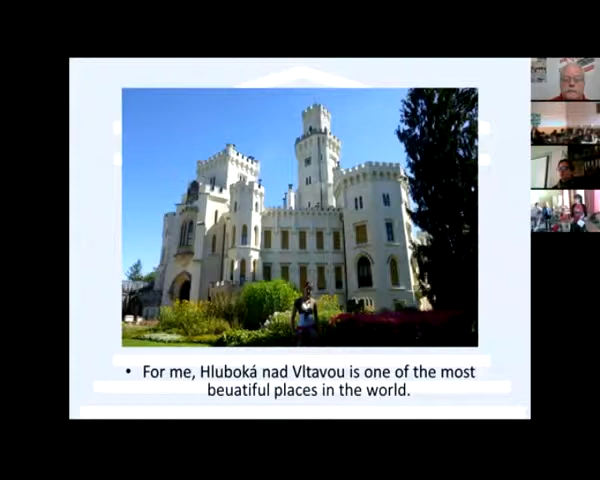 • For me, Hluboká nad Vltavou is one of the most
beuatiful places in the world.